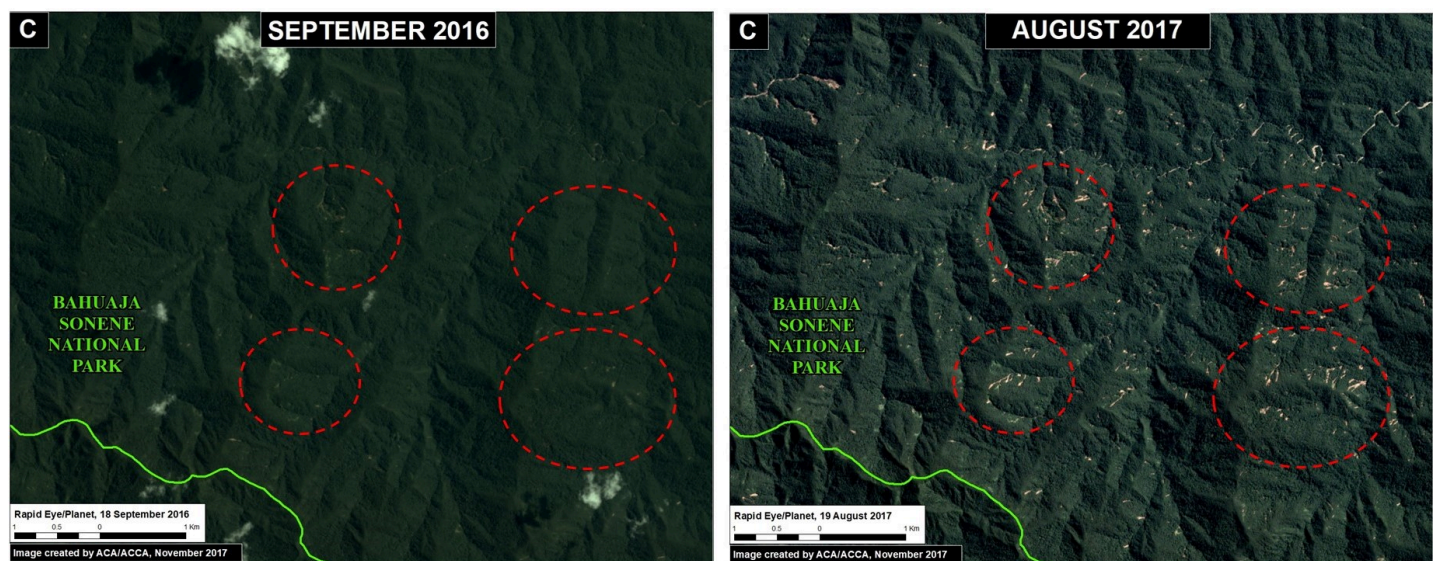 C
SEPTEMBER 2016
BAHUAJA
SONENE
NATIONAL
PARK
Rapid Eye/Planet, 18 September 2016
1 0.5 0 1 Km
Image created by ACA/ACCA, November 2017
C
AUGUST 2017
BAHUAJA
SONENE
NATIONAL
PARK
Rapid Eye/Planet, 19 August 2017
1 0.5 0 1 Km
Image created by ACA/ACCA, November 2017